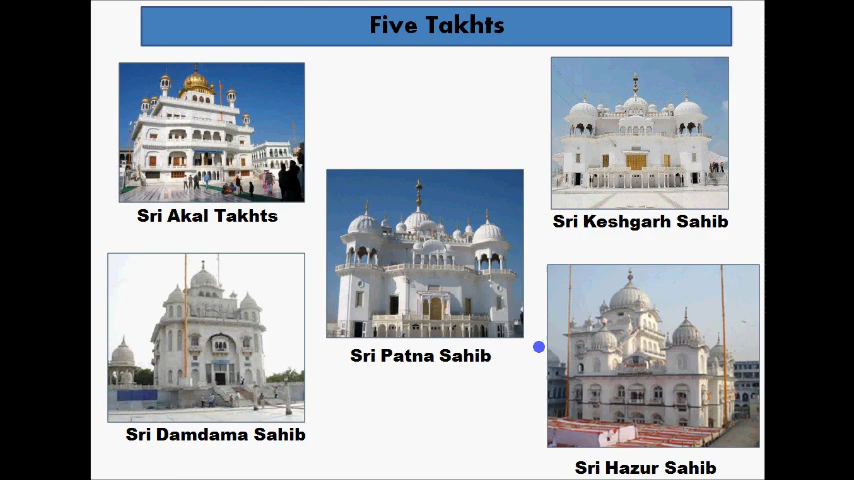 Five Takhts
Sri Akal Takhts
Sri Keshgarh Sahib
Sri Patna Sahib
Sri Damdama Sahib
Sri Hazur Sahib